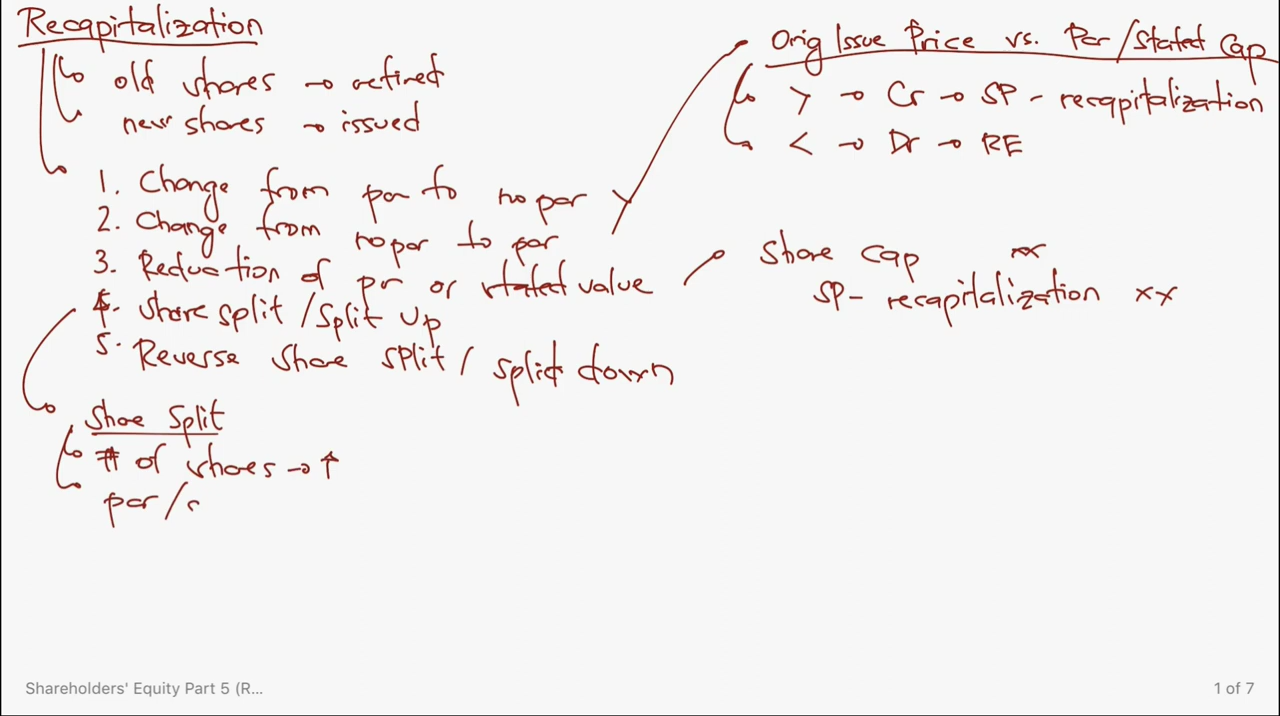 Recapitalization
old shares → retired
new shares → issued
1. Change from par to no par
2. Change from no par to par
3. Reduction of par or stated value
4. Share split / Split Up
5. Reverse Share Split / split down
Share Split
# of shares → ↑
par /
Orig Issue Price vs. Par/Stated Cap
> → Cr → SP - recapitalization
< → Dr → RE
Share Cap xx
SP - recapitalization xx
Shareholders' Equity Part 5 (R...
1 of 7